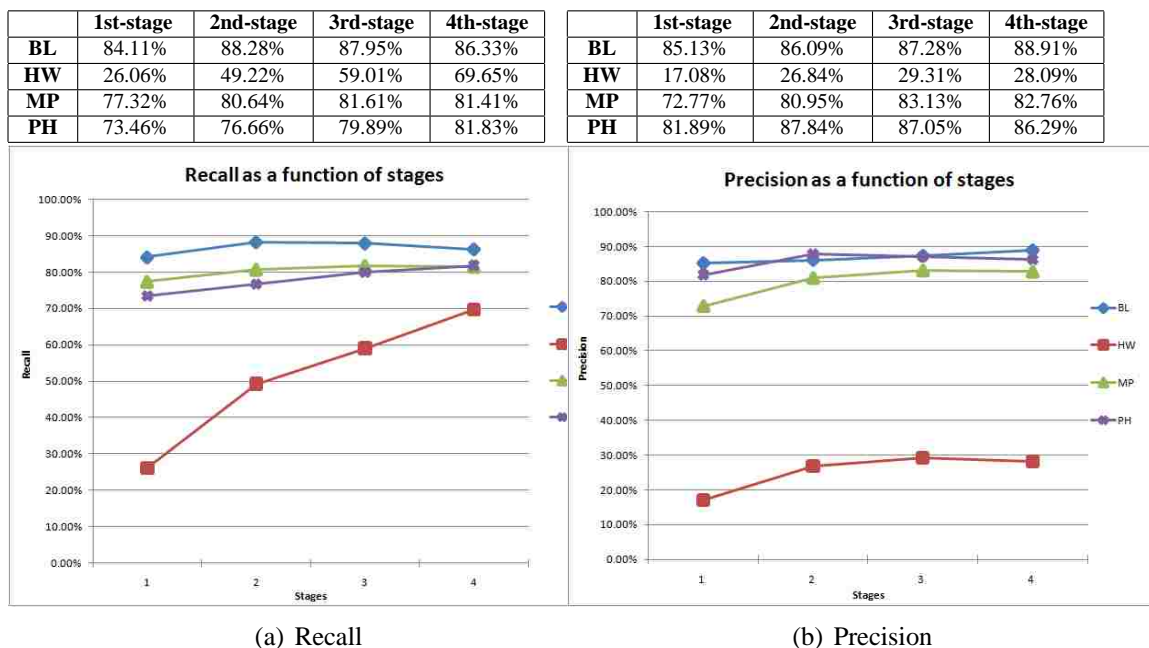 1st-stage 2nd-stage 3rd-stage 4th-stage
BL 84.11% 88.28% 87.95% 86.33%
HW 26.06% 49.22% 59.01% 69.65%
MP 77.32% 80.64% 81.61% 81.41%
PH 73.46% 76.66% 79.89% 81.83%
1st-stage 2nd-stage 3rd-stage 4th-stage
BL 85.13% 86.09% 87.28% 88.91%
HW 17.08% 26.84% 29.31% 28.09%
MP 72.77% 80.95% 83.13% 82.76%
PH 81.89% 87.84% 87.05% 86.29%
Recall as a function of stages
100.00%
90.00%
80.00%
70.00%
60.00%
50.00%
40.00%
30.00%
20.00%
10.00%
0.00%
Recall
1 2 3 4
Stages
(a) Recall
Precision as a function of stages
100.00%
90.00%
80.00%
70.00%
60.00%
50.00%
40.00%
30.00%
20.00%
10.00%
0.00%
Precision
1 2 3 4
Stages
BL
HW
MP
PH
(b) Precision